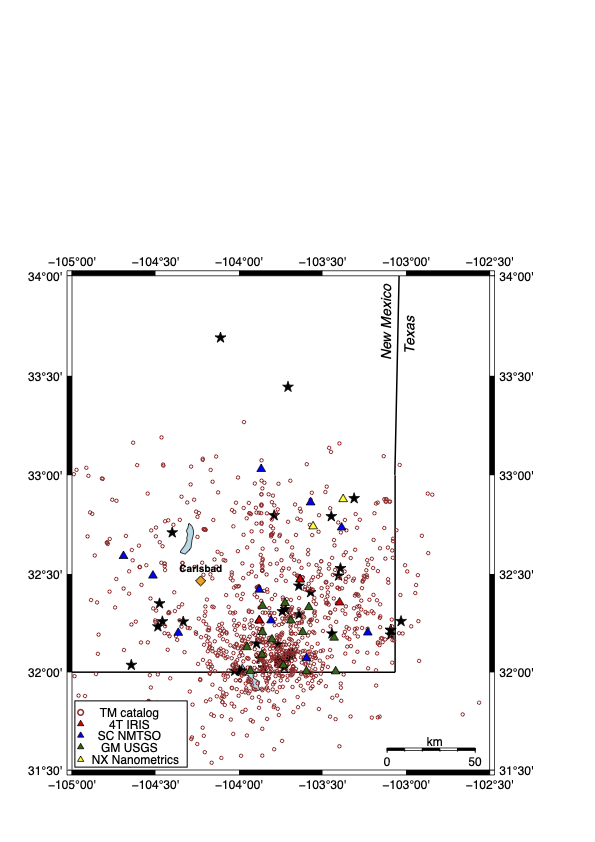 −105°00' −104°30' −104°00' −103°30' −103°00' −102°30'
34°00' 34°00'
New Mexico
Texas
33°30' 33°30'
33°00' 33°00'
32°30' 32°30'
Carlsbad
32°00' 32°00'
TM catalog
4T IRIS
SC NMTSO
GM USGS
NX Nanometrics
km
0 50
31°30' 31°30'
−105°00' −104°30' −104°00' −103°30' −103°00' −102°30'